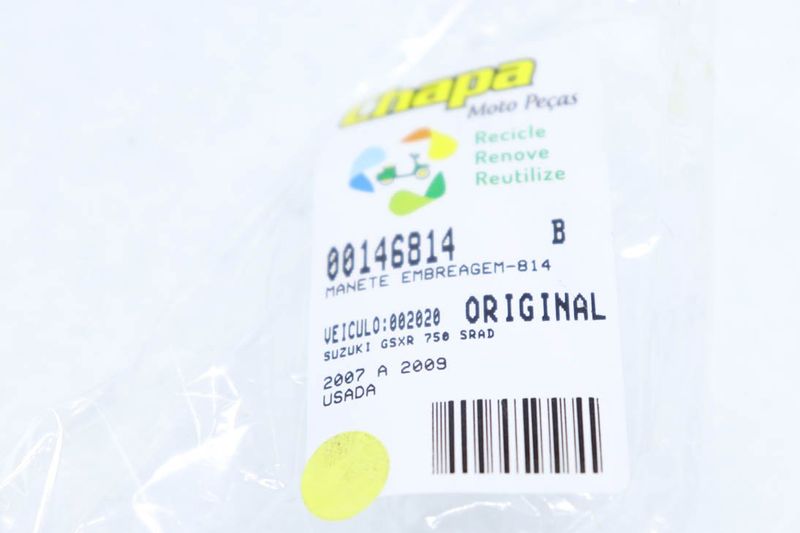 Chapa
Moto Peças
Recicle
Renove
Reutilize
00146814 B
MANETE EMBREAGEM-814
VEICULO:002020 ORIGINAL
SUZUKI GSXR 750 SRAD
2007 A 2009
USADA